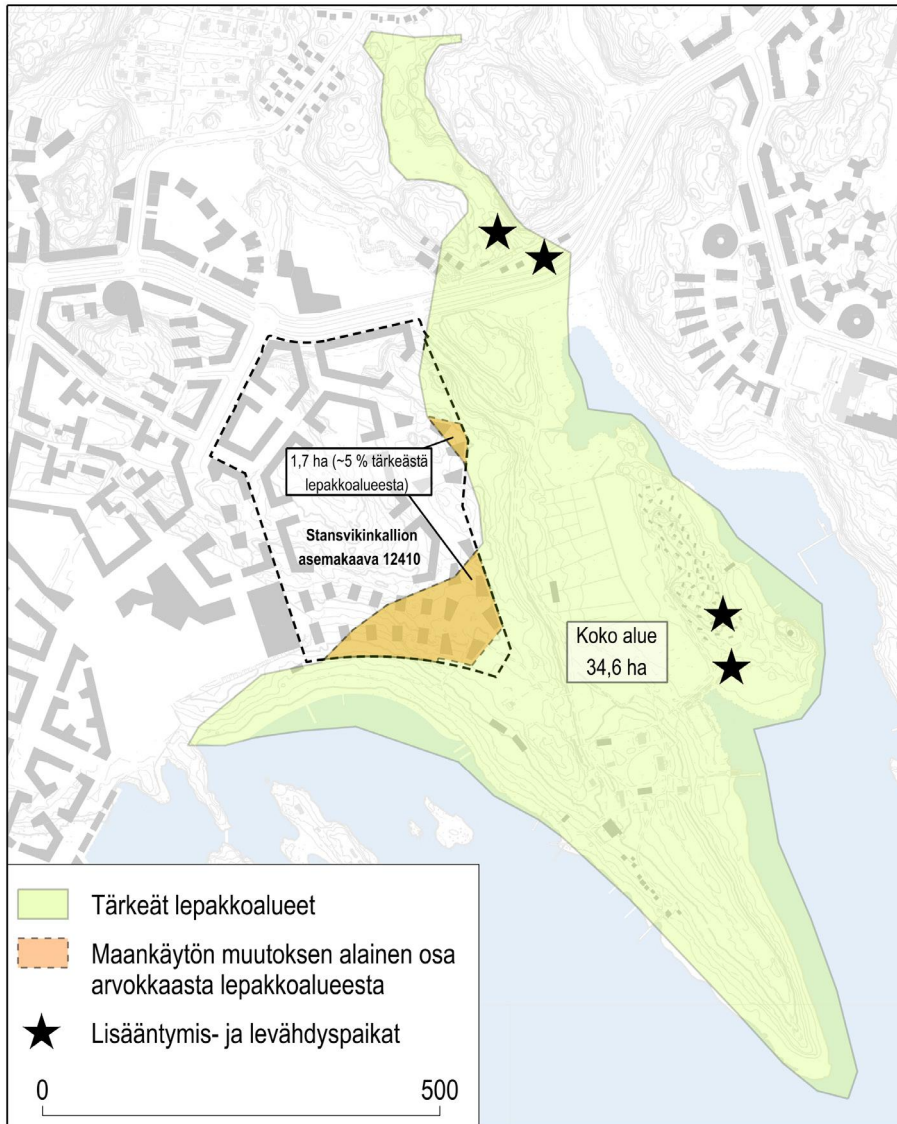 1,7 ha (~5 % tärkeästä
lepakkoalueesta)
Stansvikinkallion
asemakaava 12410
Koko alue
34,6 ha
Tärkeät lepakkoalueet
Maankäytön muutoksen alainen osa
arvokkaasta lepakkoalueesta
Lisääntymis- ja levähdyspaikat
0 500